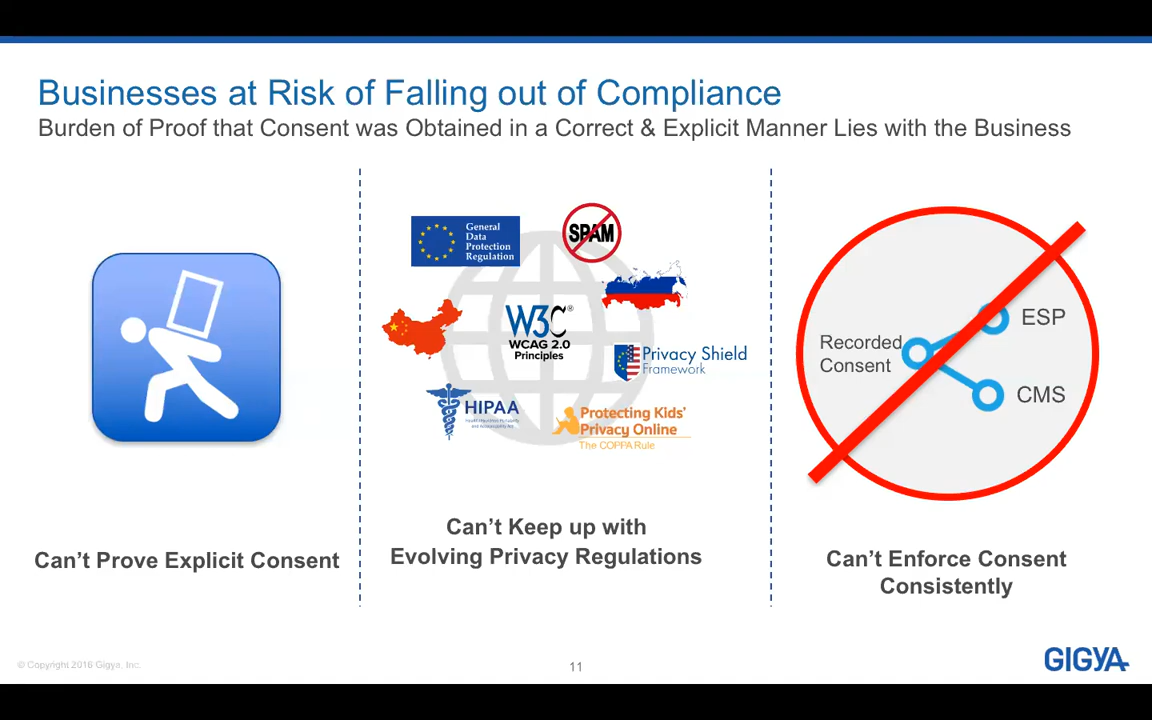 Businesses at Risk of Falling out of Compliance
Burden of Proof that Consent was Obtained in a Correct & Explicit Manner Lies with the Business
Can’t Prove Explicit Consent
General
Data
Protection
Regulation
SPAM
W3C®
WCAG 2.0
Principles
Privacy Shield
Framework
HIPAA
Protecting Kids’
Privacy Online
The COPPA Rule
Can’t Keep up with
Evolving Privacy Regulations
Recorded
Consent
ESP
CMS
Can’t Enforce Consent
Consistently
© Copyright 2016 Gigya, Inc.
11
GIGYA